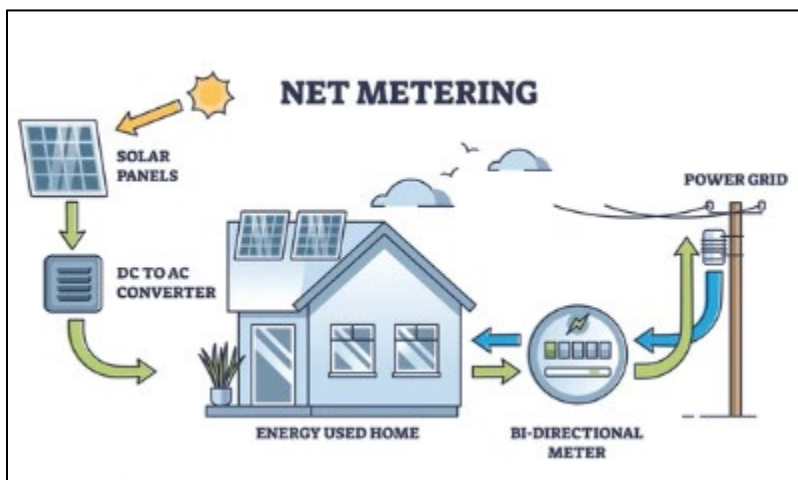 NET METERING
SOLAR
PANELS
POWER GRID
DC TO AC
CONVERTER
ENERGY USED HOME
BI-DIRECTIONAL
METER